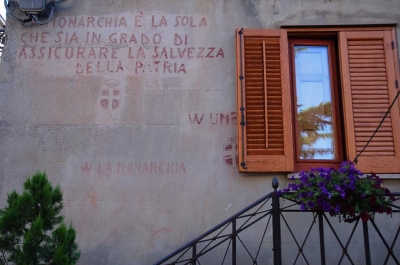 MONARCHIA È LA SOLA
CHE SIA IN GRADO DI
ASSICURARE LA SALVEZZA
DELLA PATRIA
W UMB
W LA MONARCHIA